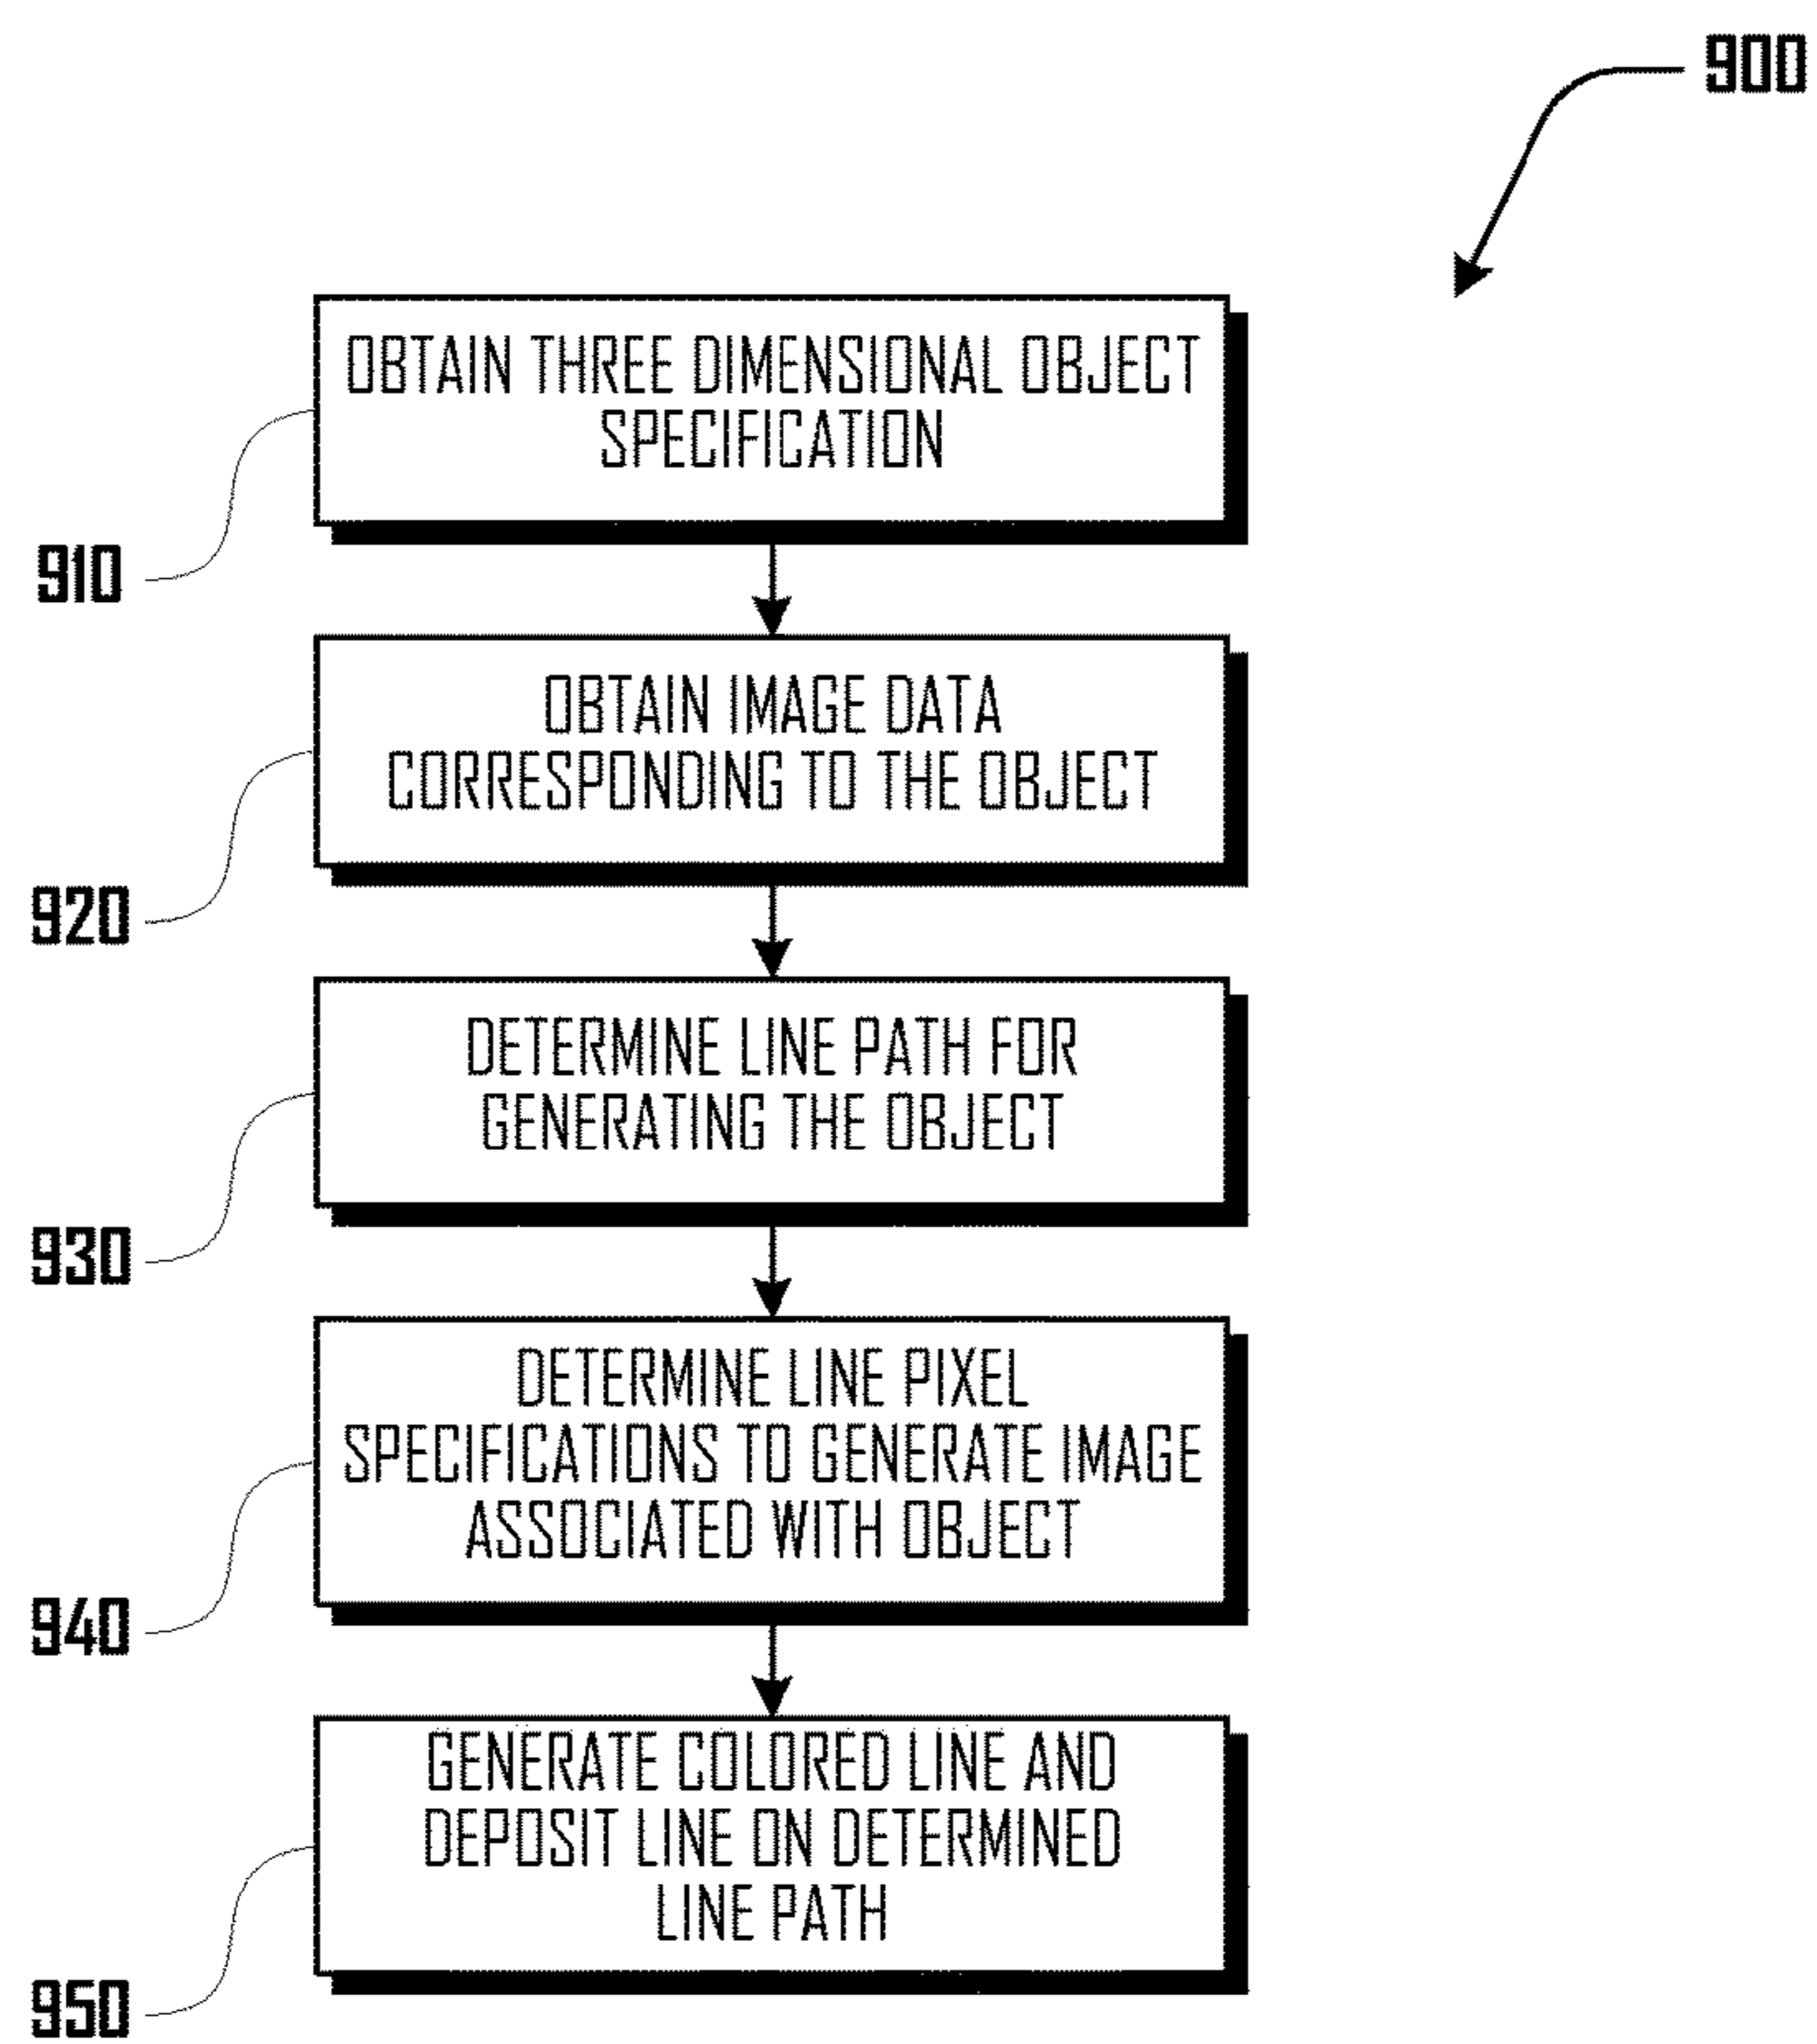 900
OBTAIN THREE DIMENSIONAL OBJECT
SPECIFICATION
910
OBTAIN IMAGE DATA
CORRESPONDING TO THE OBJECT
920
DETERMINE LINE PATH FOR
GENERATING THE OBJECT
930
DETERMINE LINE PIXEL
SPECIFICATIONS TO GENERATE IMAGE
ASSOCIATED WITH OBJECT
940
GENERATE COLORED LINE AND
DEPOSIT LINE ON DETERMINED
LINE PATH
950